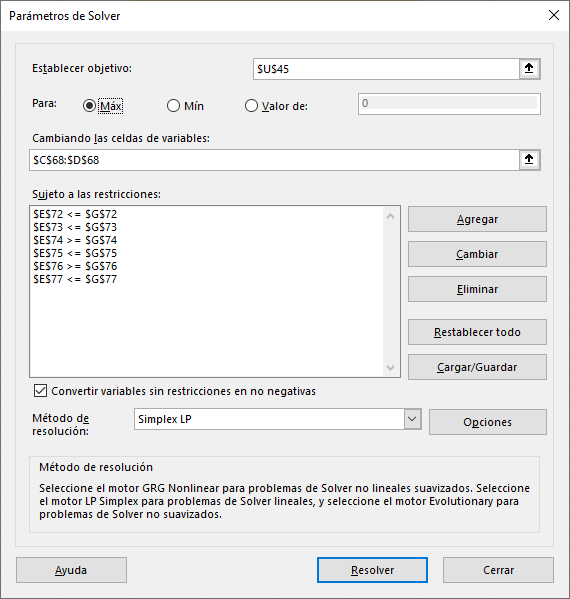 Parámetros de Solver
Establecer objetivo: $U$45
Para: Máx Mín Valor de: 0
Cambiando las celdas de variables:
$C$68:$D$68
Sujeto a las restricciones:
$E$72 <= $G$72
$E$73 <= $G$73
$E$74 >= $G$74
$E$75 <= $G$75
$E$76 >= $G$76
$E$77 <= $G$77
Agregar
Cambiar
Eliminar
Restablecer todo
Cargar/Guardar
Convertir variables sin restricciones en no negativas
Método de
resolución:
Simplex LP
Opciones
Método de resolución
Seleccione el motor GRG Nonlinear para problemas de Solver no lineales suavizados. Seleccione
el motor LP Simplex para problemas de Solver lineales, y seleccione el motor Evolutionary para
problemas de Solver no suavizados.
Ayuda
Resolver
Cerrar